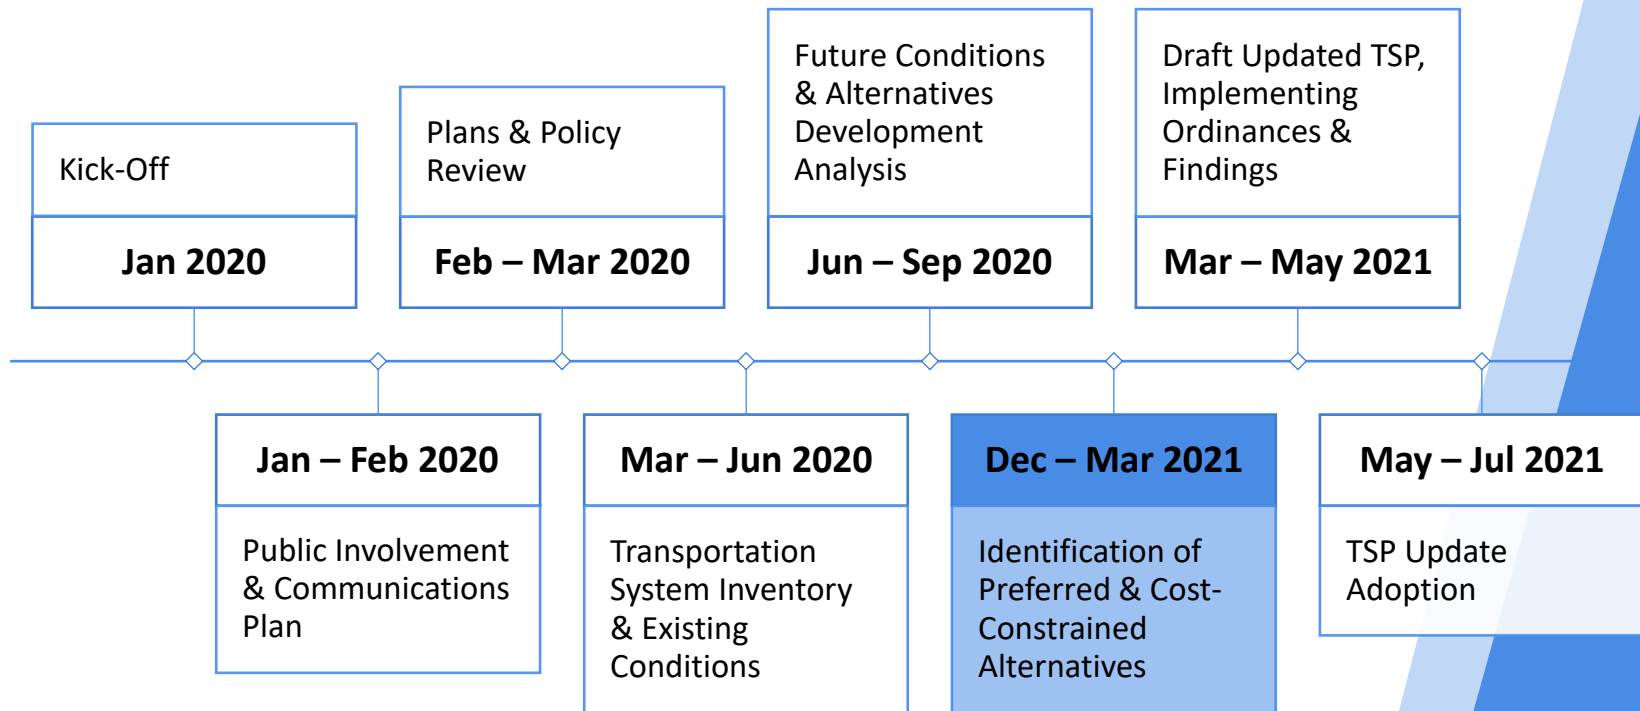 Kick-Off
Jan 2020
Jan – Feb 2020
Public Involvement
& Communications
Plan
Plans & Policy
Review
Feb – Mar 2020
Mar – Jun 2020
Transportation
System Inventory
& Existing
Conditions
Future Conditions
& Alternatives
Development
Analysis
Jun – Sep 2020
Dec – Mar 2021
Identification of
Preferred & Cost-
Constrained
Alternatives
Draft Updated TSP,
Implementing
Ordinances &
Findings
Mar – May 2021
May – Jul 2021
TSP Update
Adoption